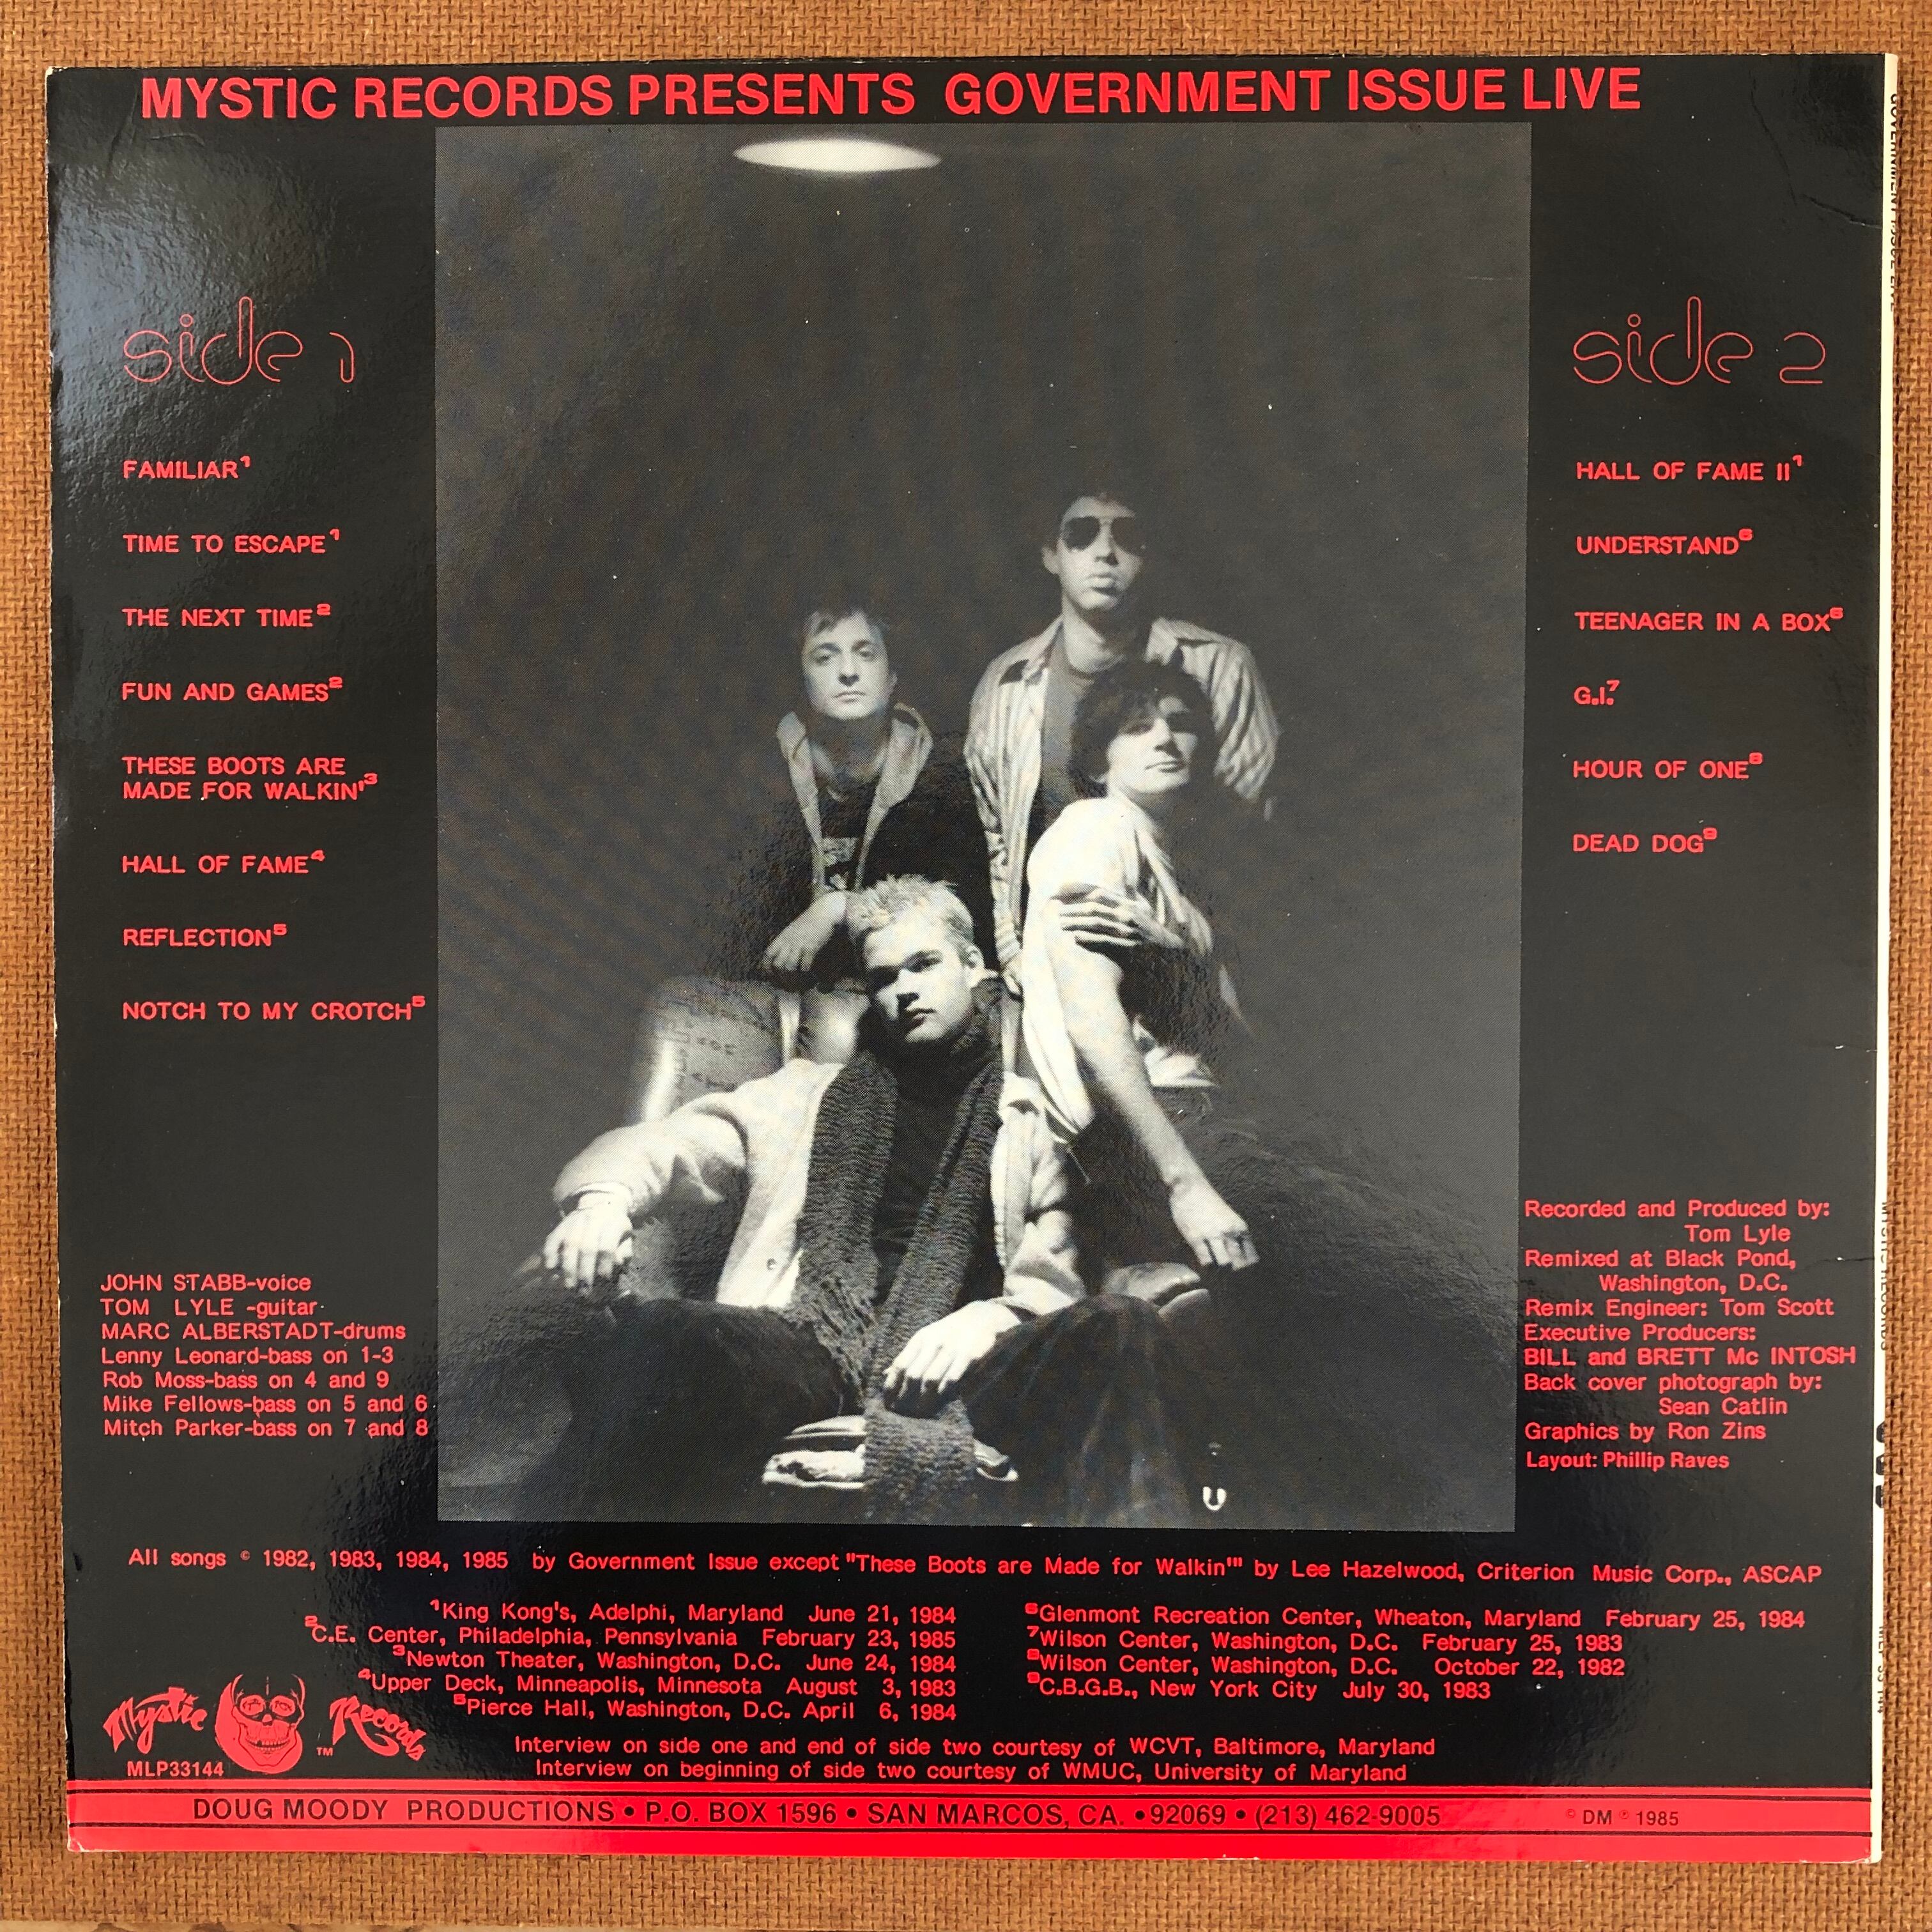 MYSTIC RECORDS PRESENTS GOVERNMENT ISSUE LIVE
side 1
FAMILIAR¹
TIME TO ESCAPE¹
THE NEXT TIME²
FUN AND GAMES²
THESE BOOTS ARE
MADE FOR WALKIN'³
HALL OF FAME⁴
REFLECTION⁵
NOTCH TO MY CROTCH⁵
side 2
HALL OF FAME II¹
UNDERSTAND⁶
TEENAGER IN A BOX⁶
G.I.⁷
HOUR OF ONE⁸
DEAD DOG⁹
JOHN STABB-voice
TOM LYLE -guitar
MARC ALBERSTADT-drums
Lenny Leonard-bass on 1-3
Rob Moss-bass on 4 and 9
Mike Fellows-bass on 5 and 6
Mitch Parker-bass on 7 and 8
Recorded and Produced by:
Tom Lyle
Remixed at Black Pond,
Washington, D.C.
Remix Engineer: Tom Scott
Executive Producers:
BILL and BRETT Mc INTOSH
Back cover photograph by:
Sean Catlin
Graphics by Ron Zins
Layout: Phillip Raves
All songs © 1982, 1983, 1984, 1985 by Government Issue except "These Boots are Made for Walkin'" by Lee Hazelwood, Criterion Music Corp., ASCAP
¹King Kong's, Adelphi, Maryland June 21, 1984
²C.E. Center, Philadelphia, Pennsylvania February 23, 1985
³Newton Theater, Washington, D.C. June 24, 1984
⁴Upper Deck, Minneapolis, Minnesota August 3, 1983
⁵Pierce Hall, Washington, D.C. April 6, 1984
⁶Glenmont Recreation Center, Wheaton, Maryland February 25, 1984
⁷Wilson Center, Washington, D.C. February 25, 1983
⁸Wilson Center, Washington, D.C. October 22, 1982
⁹C.B.G.B., New York City July 30, 1983
Interview on side one and end of side two courtesy of WCVT, Baltimore, Maryland
Interview on beginning of side two courtesy of WMUC, University of Maryland
Mystic Records ™
MLP33144
DOUG MOODY PRODUCTIONS • P.O. BOX 1596 • SAN MARCOS, CA. • 92069 • (213) 462-9005
© DM ℗ 1985